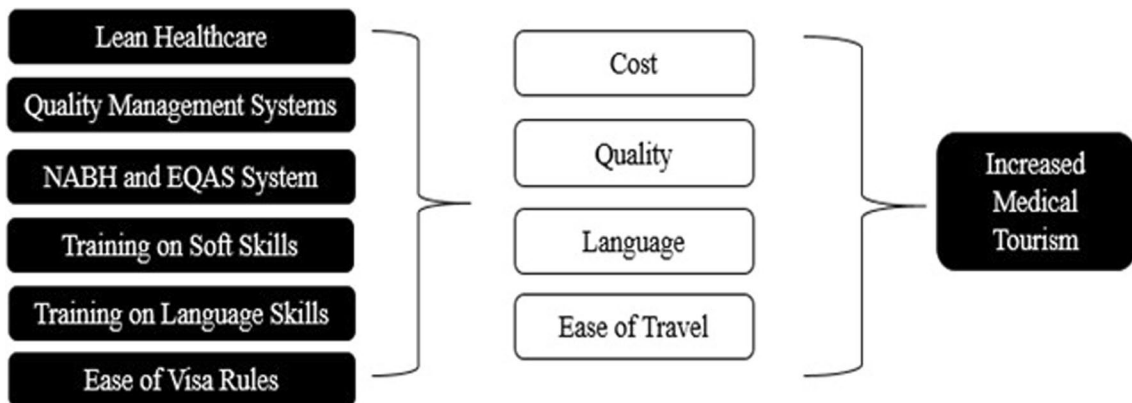 Lean Healthcare
Quality Management Systems
NABH and EQAS System
Training on Soft Skills
Training on Language Skills
Ease of Visa Rules
Cost
Quality
Language
Ease of Travel
Increased
Medical
Tourism